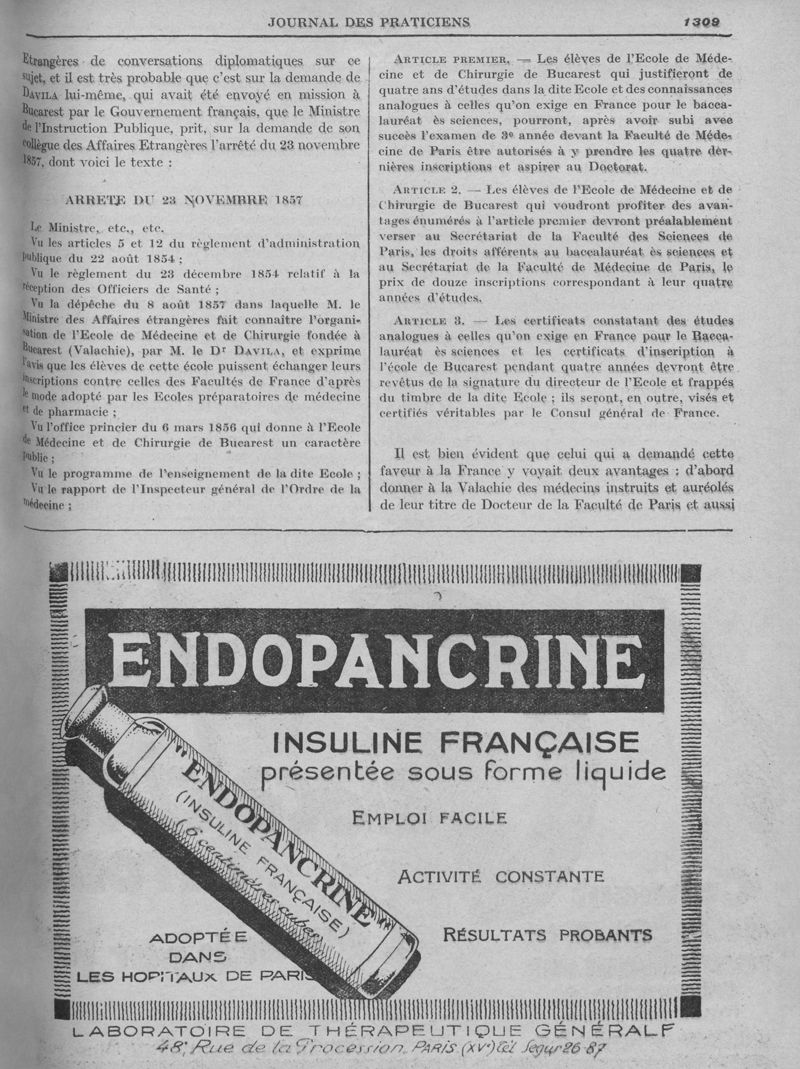 JOURNAL DES PRATICIENS
1309
Etrangères de conversations diplomatiques sur ce
sujet, et il est très probable que c'est sur la demande de
DAVILA lui-même, qui avait été envoyé en mission à
Bucarest par le Gouvernement français, que le Ministre
de l'Instruction Publique, prit, sur la demande de son
collègue des Affaires Etrangères l'arrêté du 23 novembre
1857, dont voici le texte :
ARRETE DU 23 NOVEMBRE 1857
Le Ministre, etc., etc.
Vu les articles 5 et 12 du règlement d'administration
publique du 22 août 1854 ;
Vu le règlement du 23 décembre 1854 relatif à la
réception des Officiers de Santé ;
Vu la dépêche du 8 août 1857 dans laquelle M. le
Ministre des Affaires étrangères fait connaître l'organi-
sation de l'Ecole de Médecine et de Chirurgie fondée à
Bucarest (Valachie), par M. le Dr DAVILA, et exprime
l'avis que les élèves de cette école puissent échanger leurs
inscriptions contre celles des Facultés de France d'après
le mode adopté par les Ecoles préparatoires de médecine
et de pharmacie ;
Vu l'office princier du 6 mars 1856 qui donne à l'Ecole
de Médecine et de Chirurgie de Bucarest un caractère
public ;
Vu le programme de l'enseignement de la dite Ecole ;
Vu le rapport de l'Inspecteur général de l'Ordre de la
médecine ;
ARTICLE PREMIER. — Les élèves de l'Ecole de Méde-
cine et de Chirurgie de Bucarest qui justifieront de
quatre ans d'études dans la dite Ecole et des connaissances
analogues à celles qu'on exige en France pour le bacca-
lauréat ès sciences, pourront, après avoir subi avec
succès l'examen de 3e année devant la Faculté de Méde-
cine de Paris être autorisés à y prendre les quatre der-
nières inscriptions et aspirer au Doctorat.
ARTICLE 2. — Les élèves de l'Ecole de Médecine et de
Chirurgie de Bucarest qui voudront profiter des avan-
tages énumérés à l'article premier devront préalablement
verser au Secrétariat de la Faculté des Sciences de
Paris, les droits afférents au baccalauréat ès sciences et
au Secrétariat de la Faculté de Médecine de Paris, le
prix de douze inscriptions correspondant à leur quatre
années d'études.
ARTICLE 3. — Les certificats constatant des études
analogues à celles qu'on exige en France pour le Bacca-
lauréat ès sciences et les certificats d'inscription à
l'école de Bucarest pendant quatre années devront être
revêtus de la signature du directeur de l'Ecole et frappés
du timbre de la dite Ecole ; ils seront, en outre, visés et
certifiés véritables par le Consul général de France.
Il est bien évident que celui qui a demandé cette
faveur à la France y voyait deux avantages : d'abord
donner à la Valachie des médecins instruits et auréolés
de leur titre de Docteur de la Faculté de Paris et aussi
ENDOPANCRINE
INSULINE FRANÇAISE
présentée sous forme liquide
EMPLOI FACILE
ACTIVITÉ CONSTANTE
RÉSULTATS PROBANTS
"ENDOPANCRINE"
(INSULINE FRANÇAISE)
(6 centimètres cubes)
ADOPTÉE
DANS
LES HOPITAUX DE PARIS
LABORATOIRE DE THÉRAPEUTIQUE GÉNÉRALE
48, Rue de la Procession, PARIS (XVe) Tél. Segur 26-87